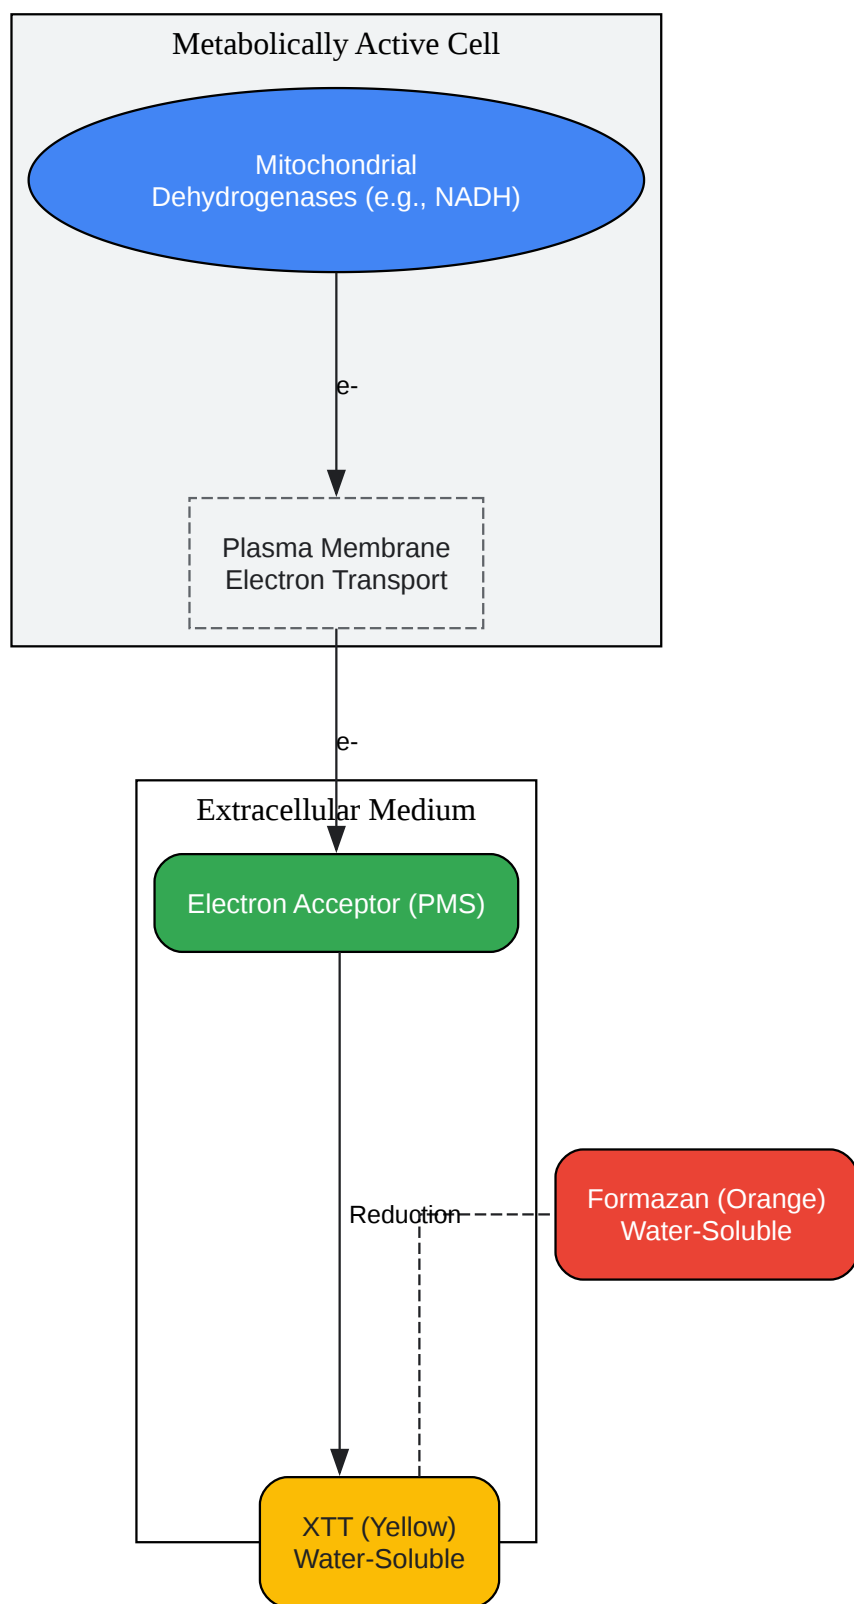 Metabolically Active Cell
Mitochondrial
Dehydrogenases (e.g., NADH)
e-
Plasma Membrane
Electron Transport
e-
Extracellular Medium
Electron Acceptor (PMS)
Reduction
Formazan (Orange)
Water-Soluble
XTT (Yellow)
Water-Soluble